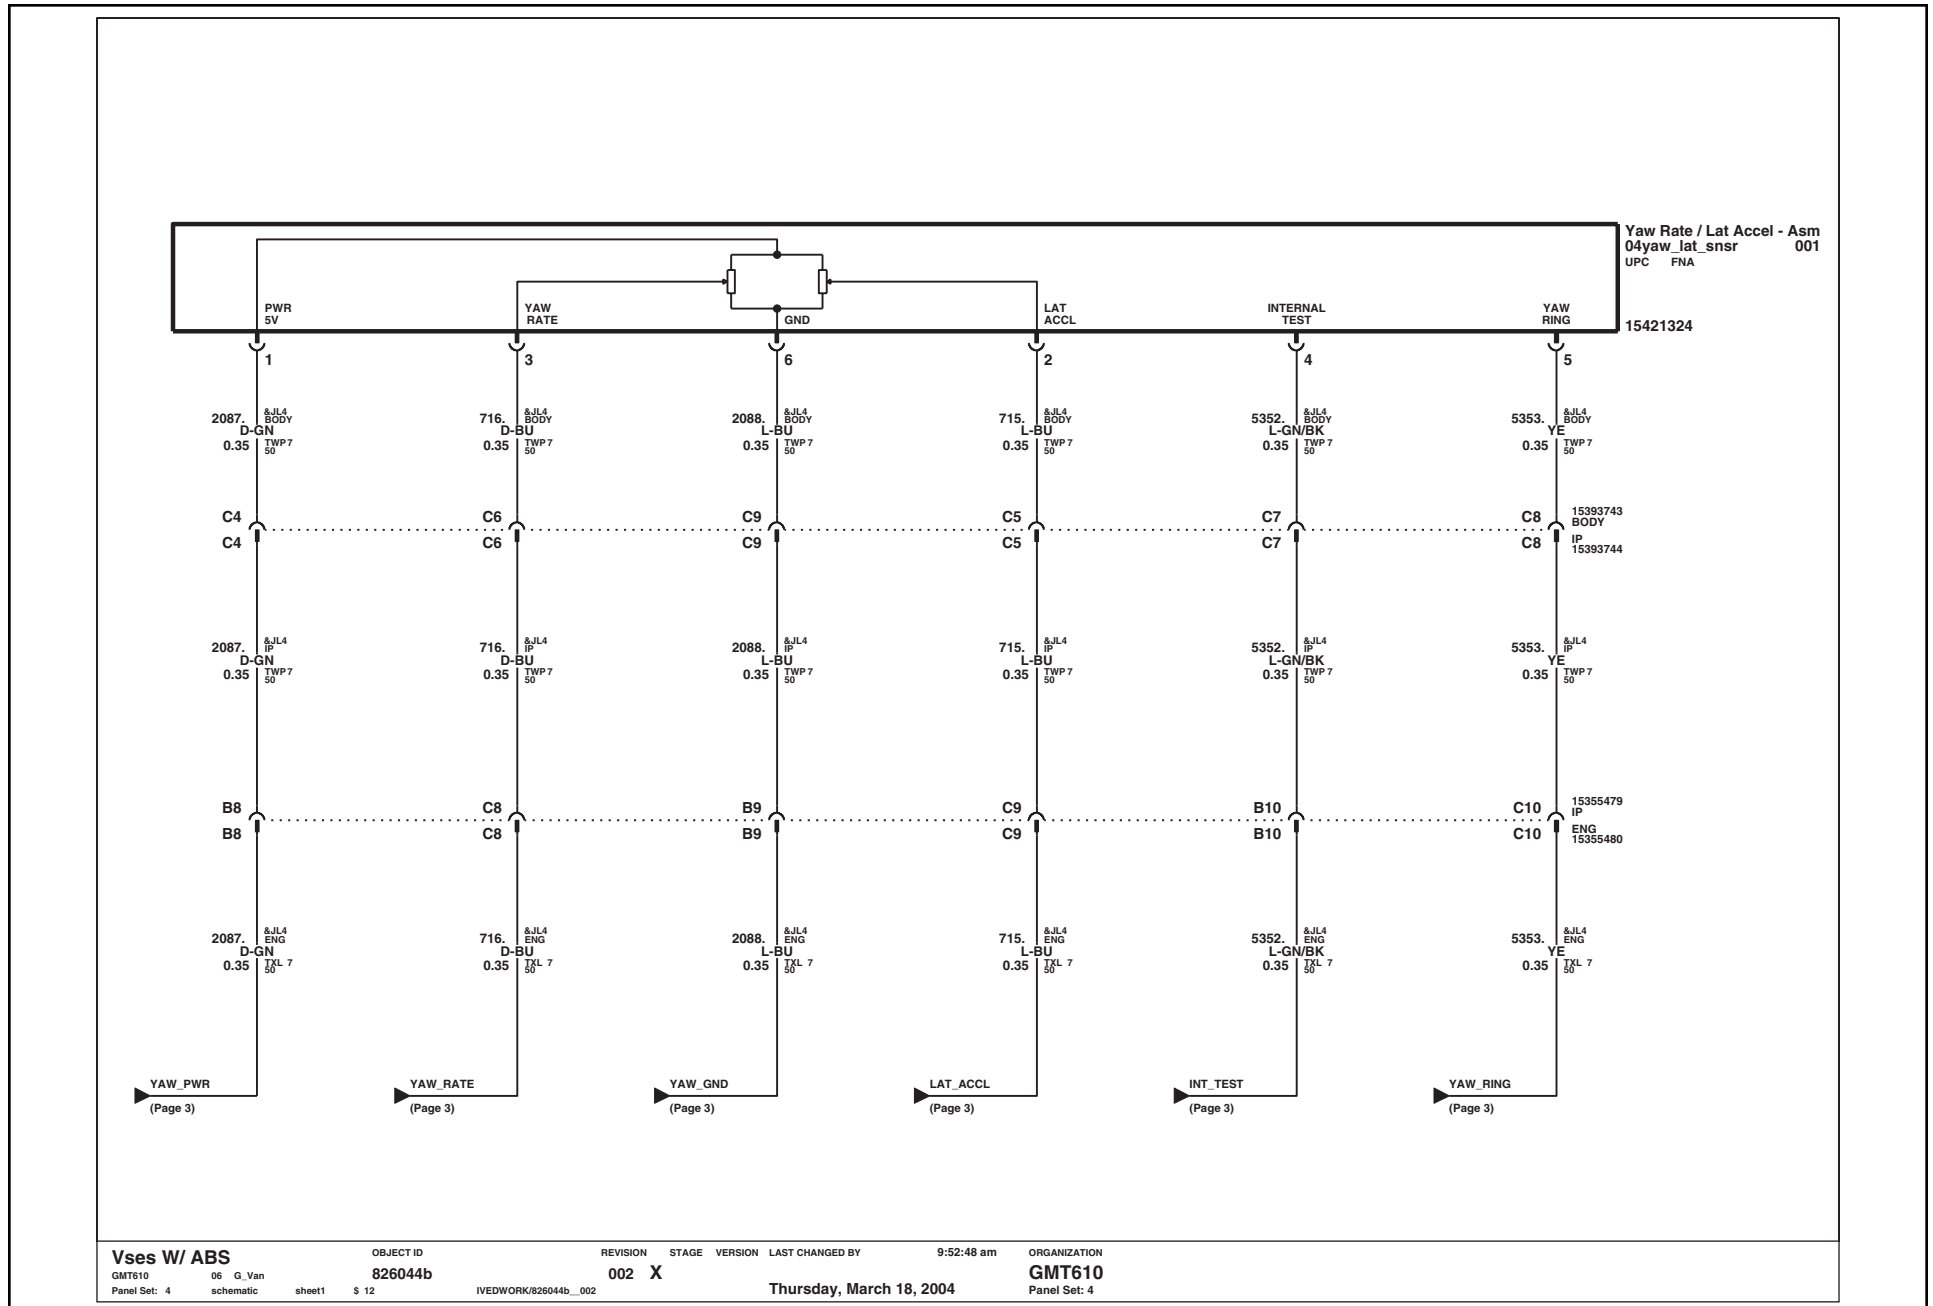 Yaw Rate / Lat Accel - Asm
04yaw_lat_snsr 001
UPC FNA
PWR
5V
YAW
RATE
GND
LAT
ACCL
INTERNAL
TEST
YAW
RING
15421324
1 3 6 2 4 5
2087. &JL4 BODY
D-GN
0.35 TWP 7
50
716. &JL4 BODY
D-BU
0.35 TWP 7
50
2088. &JL4 BODY
L-BU
0.35 TWP 7
50
715. &JL4 BODY
L-BU
0.35 TWP 7
50
5352. &JL4 BODY
L-GN/BK
0.35 TWP 7
50
5353. &JL4 BODY
YE
0.35 TWP 7
50
C4 C6 C9 C5 C7 C8 15393743
BODY
C4 C6 C9 C5 C7 C8 IP
15393744
2087. &JL4 IP
D-GN
0.35 TWP 7
50
716. &JL4 IP
D-BU
0.35 TWP 7
50
2088. &JL4 IP
L-BU
0.35 TWP 7
50
715. &JL4 IP
L-BU
0.35 TWP 7
50
5352. &JL4 IP
L-GN/BK
0.35 TWP 7
50
5353. &JL4 IP
YE
0.35 TWP 7
50
B8 C8 B9 C9 B10 C10 15355479
IP
B8 C8 B9 C9 B10 C10 ENG
15355480
2087. &JL4 ENG
D-GN
0.35 TXL 7
50
716. &JL4 ENG
D-BU
0.35 TXL 7
50
2088. &JL4 ENG
L-BU
0.35 TXL 7
50
715. &JL4 ENG
L-BU
0.35 TXL 7
50
5352. &JL4 ENG
L-GN/BK
0.35 TXL 7
50
5353. &JL4 ENG
YE
0.35 TXL 7
50
YAW_PWR YAW_RATE YAW_GND LAT_ACCL INT_TEST YAW_RING
(Page 3) (Page 3) (Page 3) (Page 3) (Page 3) (Page 3)
Vses W/ ABS OBJECT ID REVISION STAGE VERSION LAST CHANGED BY 9:52:48 am ORGANIZATION
GMT610 06 G_Van 826044b 002 X GMT610
Panel Set: 4 schematic sheet1 $ 12 IVEDWORK/826044b__002 Thursday, March 18, 2004 Panel Set: 4